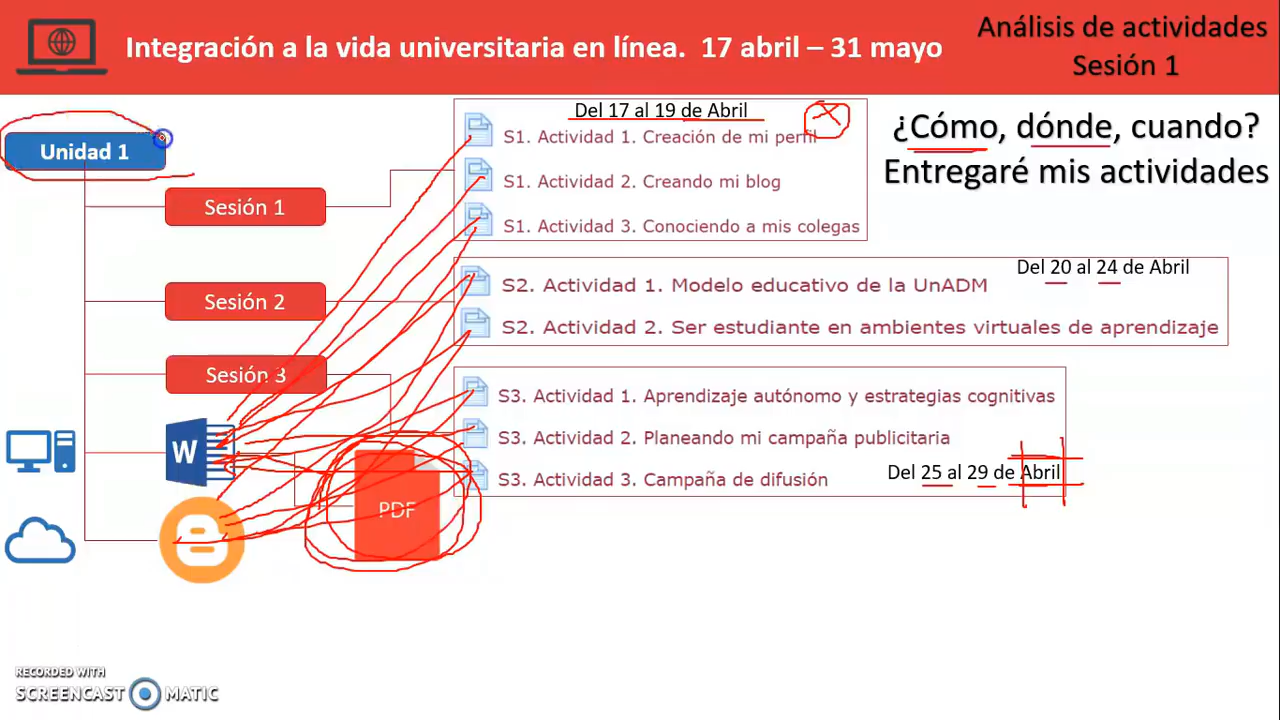 Integración a la vida universitaria en línea. 17 abril – 31 mayo
Análisis de actividades
Sesión 1
¿Cómo, dónde, cuando?
Entregaré mis actividades
Unidad 1
Sesión 1
Del 17 al 19 de Abril
S1. Actividad 1. Creación de mi perfil
S1. Actividad 2. Creando mi blog
S1. Actividad 3. Conociendo a mis colegas
Sesión 2
Del 20 al 24 de Abril
S2. Actividad 1. Modelo educativo de la UnADM
S2. Actividad 2. Ser estudiante en ambientes virtuales de aprendizaje
Sesión 3
S3. Actividad 1. Aprendizaje autónomo y estrategias cognitivas
S3. Actividad 2. Planeando mi campaña publicitaria
S3. Actividad 3. Campaña de difusión
Del 25 al 29 de Abril
W
PDF
RECORDED WITH
SCREENCAST MATIC